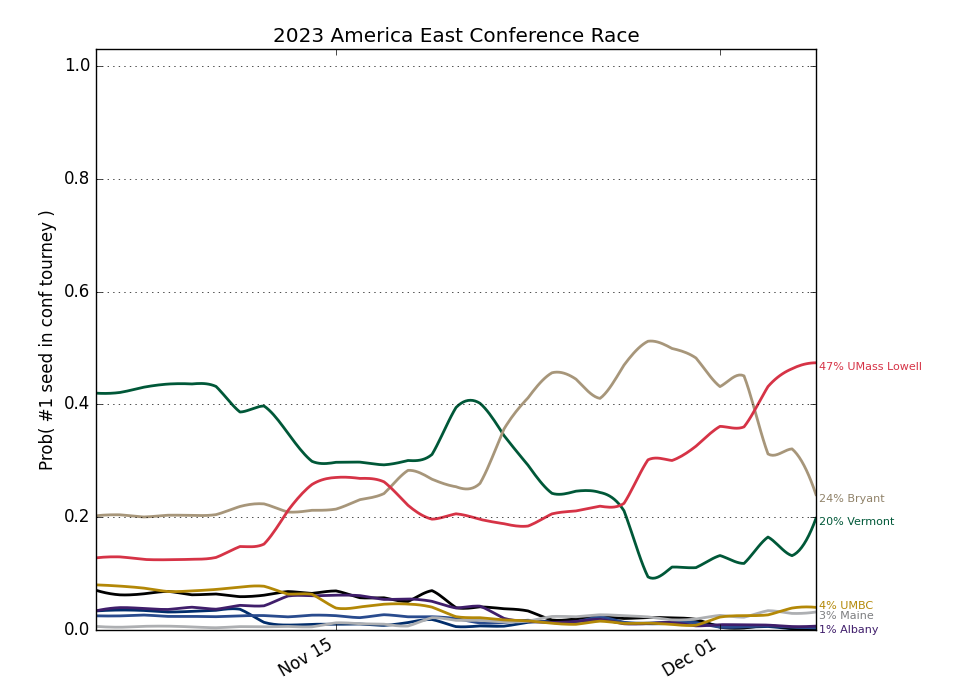 2023 America East Conference Race
Prob( #1 seed in conf tourney )
1.0
0.8
0.6
0.4
0.2
0.0
Nov 15
Dec 01
47% UMass Lowell
24% Bryant
20% Vermont
4% UMBC
3% Maine
1% Albany